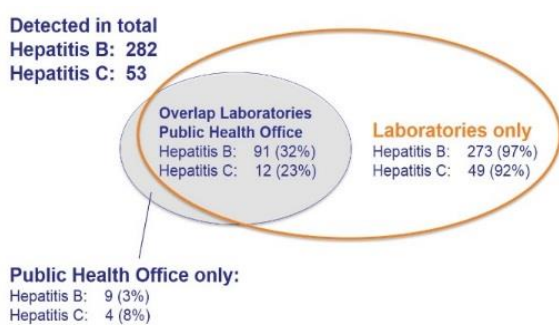 Detected in total
Hepatitis B: 282
Hepatitis C: 53
Overlap Laboratories
Public Health Office
Hepatitis B: 91 (32%)
Hepatitis C: 12 (23%)
Laboratories only
Hepatitis B: 273 (97%)
Hepatitis C: 49 (92%)
Public Health Office only:
Hepatitis B: 9 (3%)
Hepatitis C: 4 (8%)